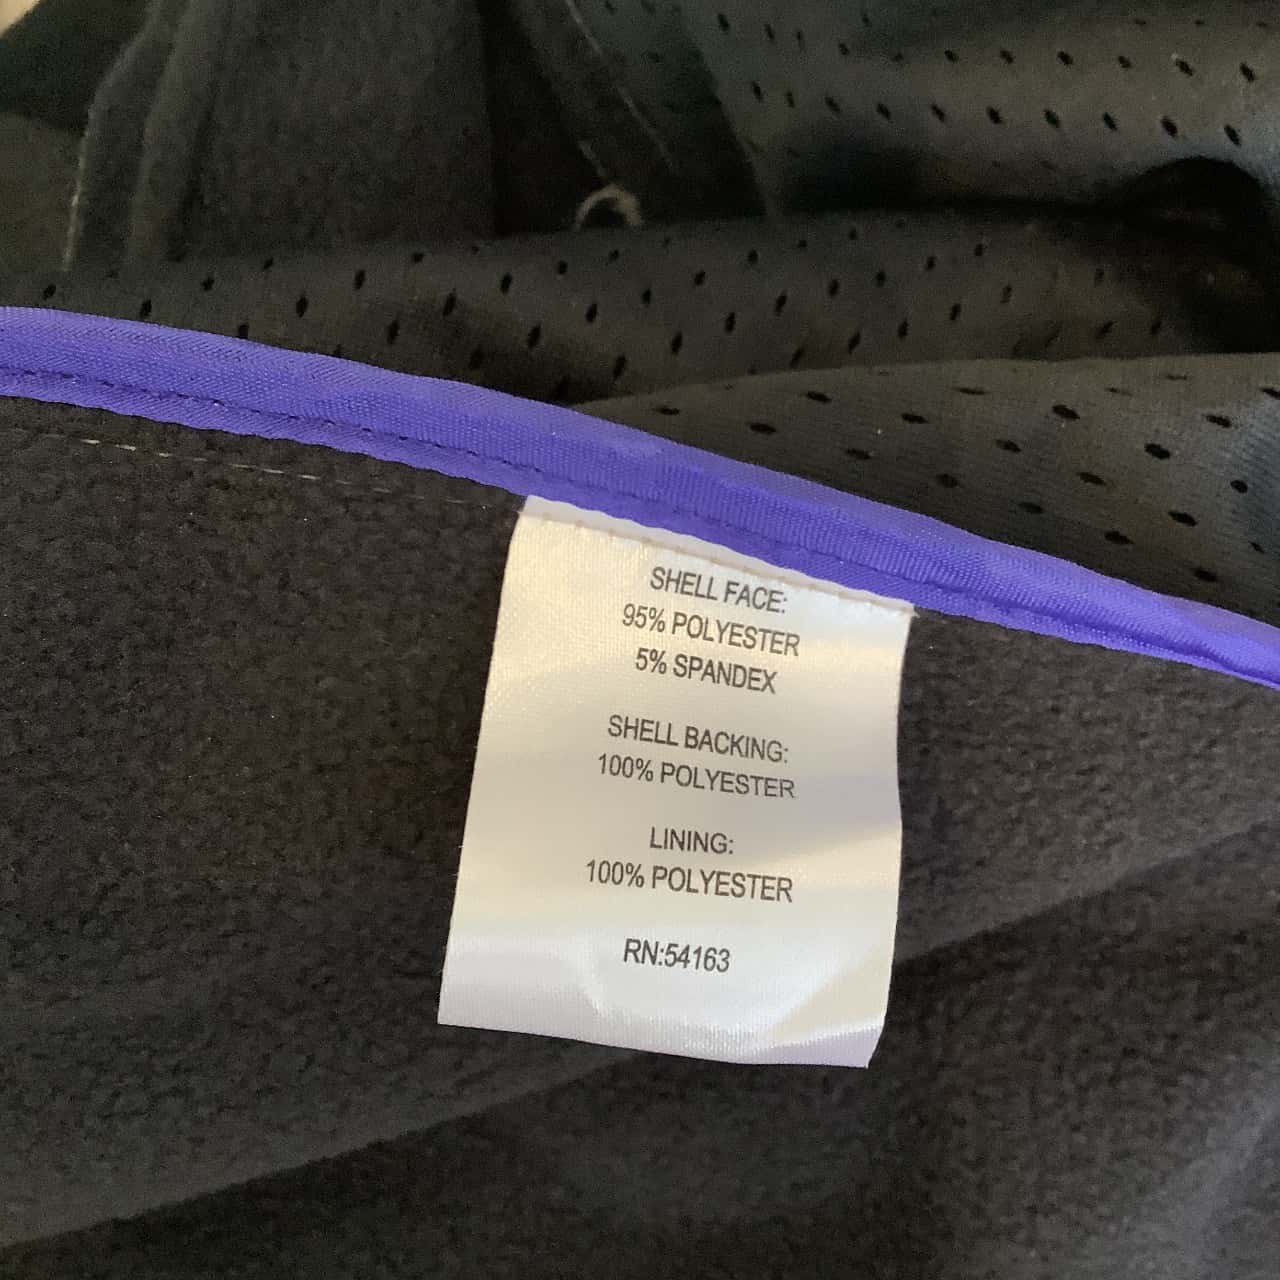 SHELL FACE:
95% POLYESTER
5% SPANDEX
SHELL BACKING:
100% POLYESTER
LINING:
100% POLYESTER
RN:54163